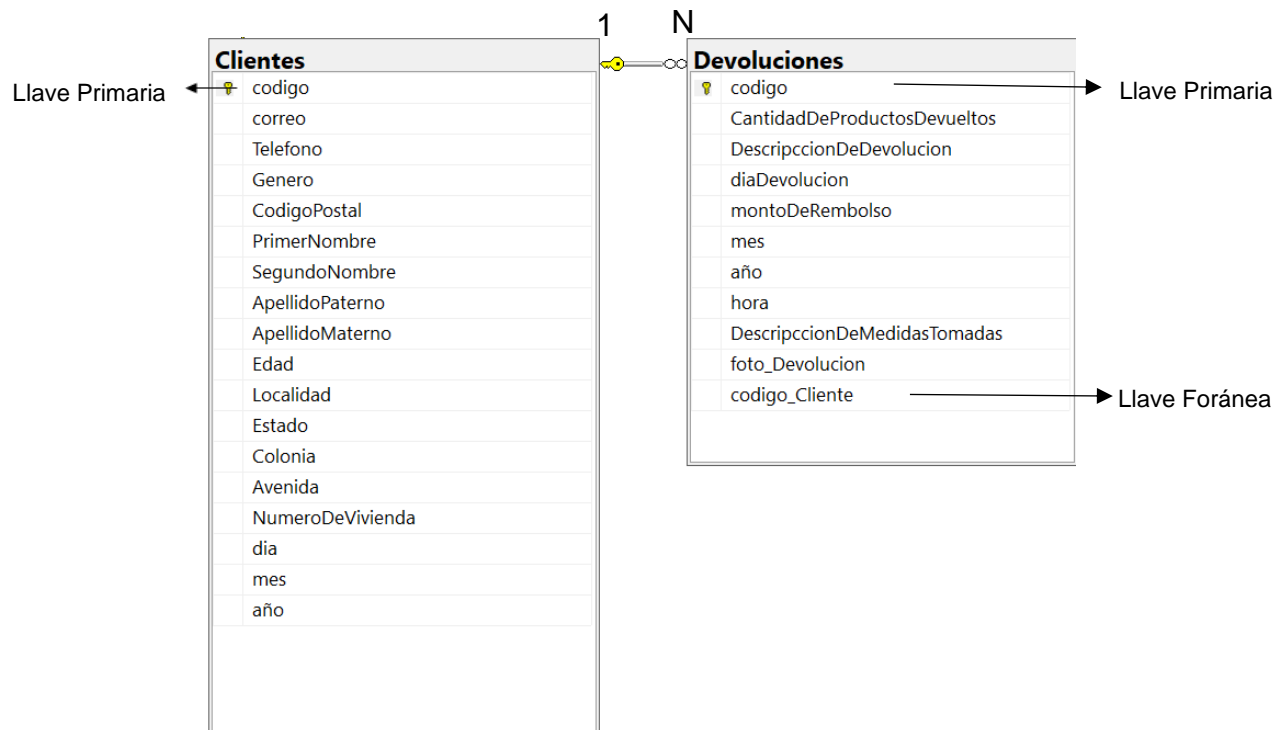 1 N
Clientes
codigo
correo
Telefono
Genero
CodigoPostal
PrimerNombre
SegundoNombre
ApellidoPaterno
ApellidoMaterno
Edad
Localidad
Estado
Colonia
Avenida
NumeroDeVivienda
dia
mes
año
Llave Primaria
Devoluciones
codigo
CantidadDeProductosDevueltos
DescripccionDeDevolucion
diaDevolucion
montoDeRembolso
mes
año
hora
DescripccionDeMedidasTomadas
foto_Devolucion
codigo_Cliente
Llave Primaria
Llave Foránea